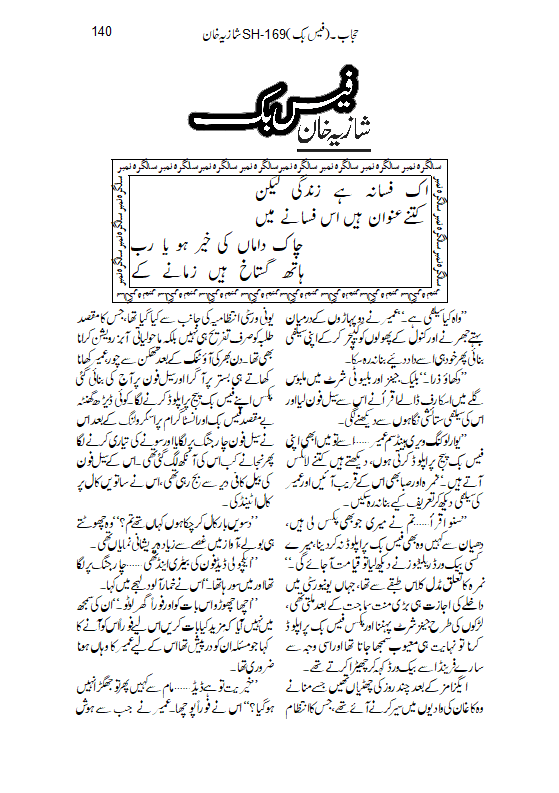 140
حجاب۔(فیس بک)SH-169 شازیہ خان
فیس بک
شازیہ خان
سالگرہ نمبر سالگرہ نمبر سالگرہ نمبر سالگرہ نمبر سالگرہ نمبر سالگرہ نمبر سالگرہ نمبر
اک فسانہ ہے زندگی لیکن
کتنے عنوان ہیں اس فسانے میں
چاک داماں کی خیر ہو یا رب
ہاتھ گستاخ ہیں زمانے کے
”واہ کیا سیلفی ہے۔“ عمیر نے دو پہاڑوں کے درمیان
بہتے جھرنے اور کنول کے پھولوں کو کیپچر کر کے اپنی سیلفی
بنائی پھر خود ہی اسے داد دیے بنا نہ رہ سکا۔
”دکھاؤ ذرا۔“ بلیک جینز اور بلیو ٹی شرٹ میں ملبوس
گلے میں اسکارف ڈالے اقرأ نے اس سے سیل فون لیا اور
اس کی سیلفی ستائشی نگاہوں سے دیکھنے لگی۔
”یار لوکنگ ویری ہینڈسم عمیر...... اسے تو میں ابھی اپنی
فیس بک پیج پر اپلوڈ کرتی ہوں، دیکھتے ہیں کتنے لائکس
آتے ہیں۔“ نمرہ اور صبا بھی اس کے قریب آئیں اور عمیر
کی سیلفی دیکھ کر تعریف کیے بنا نہ رہ سکیں۔
”سنو اقرأ...... تم نے میری جو بھی پکس لی ہیں،
دھیان سے کہیں وہ بھی فیس بک پر اپلوڈ نہ کر دینا، میرے
کسی بیک ورڈ ریلیٹوز نے دیکھ لیا تو قیامت آ جائے گی۔“
نمرہ کا تعلق مڈل کلاس طبقے سے تھا، جہاں یونیورسٹی میں
داخلے کی اجازت ہی بڑی منت سماجت کے بعد ملتی تھی،
لڑکوں کی طرح جینز شرٹ پہننا اور پکس فیس بک پر اپلوڈ
کرنا تو نہایت ہی معیوب سمجھا جاتا تھا اور اسی وجہ سے
سارے فرینڈز اسے بیک ورڈ کہہ کر چھیڑا کرتے تھے۔
ایگزامز کے بعد چند روز کی چھٹیاں تھیں جسے منانے
وہ کاغان کی وادیوں میں سیر کرنے آئے تھے، جس کا انتظام
یونی ورسٹی انتظامیہ کی جانب سے کیا گیا تھا، جس کا مقصد
طلبہ کو صرف تفریح ہی نہیں بلکہ ماحولیاتی آبزرویشن کرانا
بھی تھا۔ دن بھر کی آؤٹنگ کے بعد تھکن سے چور عمیر کھانا
کھاتے ہی بستر پر آ گرا اور سیل فون پر آج کی بنائی گئی
پکس اپنے فیس بک پیج پر اپلوڈ کرنے لگا۔ کوئی ڈیڑھ گھنٹہ
بے مقصد فیس بک اور انسٹا گرام پر اسکرولنگ کے بعد اس
نے سیل فون چارجنگ پر لگایا اور سونے کی تیاری کرنے لگا
پھر نجانے کب اس کی آنکھ لگ گئی تھی۔ اس کے سیل فون
کی بیل کافی دیر سے بج رہی تھی، اس نے ساتویں کال پر
کال اٹینڈ کی۔
”دسویں بار کال کر چکا ہوں کہاں تھے تم؟“ وہ چھوٹتے
ہی بولے آواز میں غصے سے زیادہ پریشانی نمایاں تھی۔
”ایکچوئلی ڈیڈ فون کی بیٹری اینڈ تھی...... چارجنگ پر لگا
تھا اور میں سو رہا تھا۔“ اس نے خمار آلود لہجے میں کہا۔
”اچھا چھوڑو اس بات کو اور فوراً گھر لوٹو۔“ ان کی سمجھ
میں نہیں آیا کہ مزید کیا بات کریں اس لیے فوراً اس کو آنے کا
کہا جو مسئلہ ان کو درپیش تھا اس کے لیے عمیر کا وہاں ہونا
ضروری تھا۔
”خیریت تو ہے ڈیڈ...... مام سے کہیں پھر تو جھگڑا نہیں
ہو گیا؟“ اس نے فوراً پوچھا۔ عمیر نے جب سے ہوش